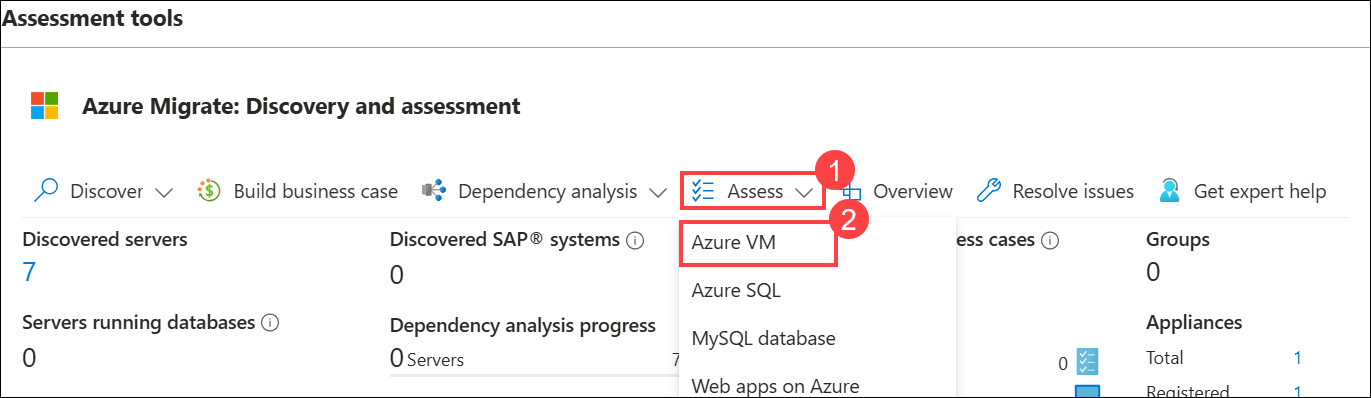 Assessment tools
Azure Migrate: Discovery and assessment
Discover
Build business case
Dependency analysis
Assess
1
Overview
Resolve issues
Get expert help
Discovered servers
7
Discovered SAP® systems
0
Azure VM
2
ess cases
Groups
0
Azure SQL
Servers running databases
0
Dependency analysis progress
0 Servers
7
MySQL database
0
Web apps on Azure
Appliances
Total 1
Registered 1